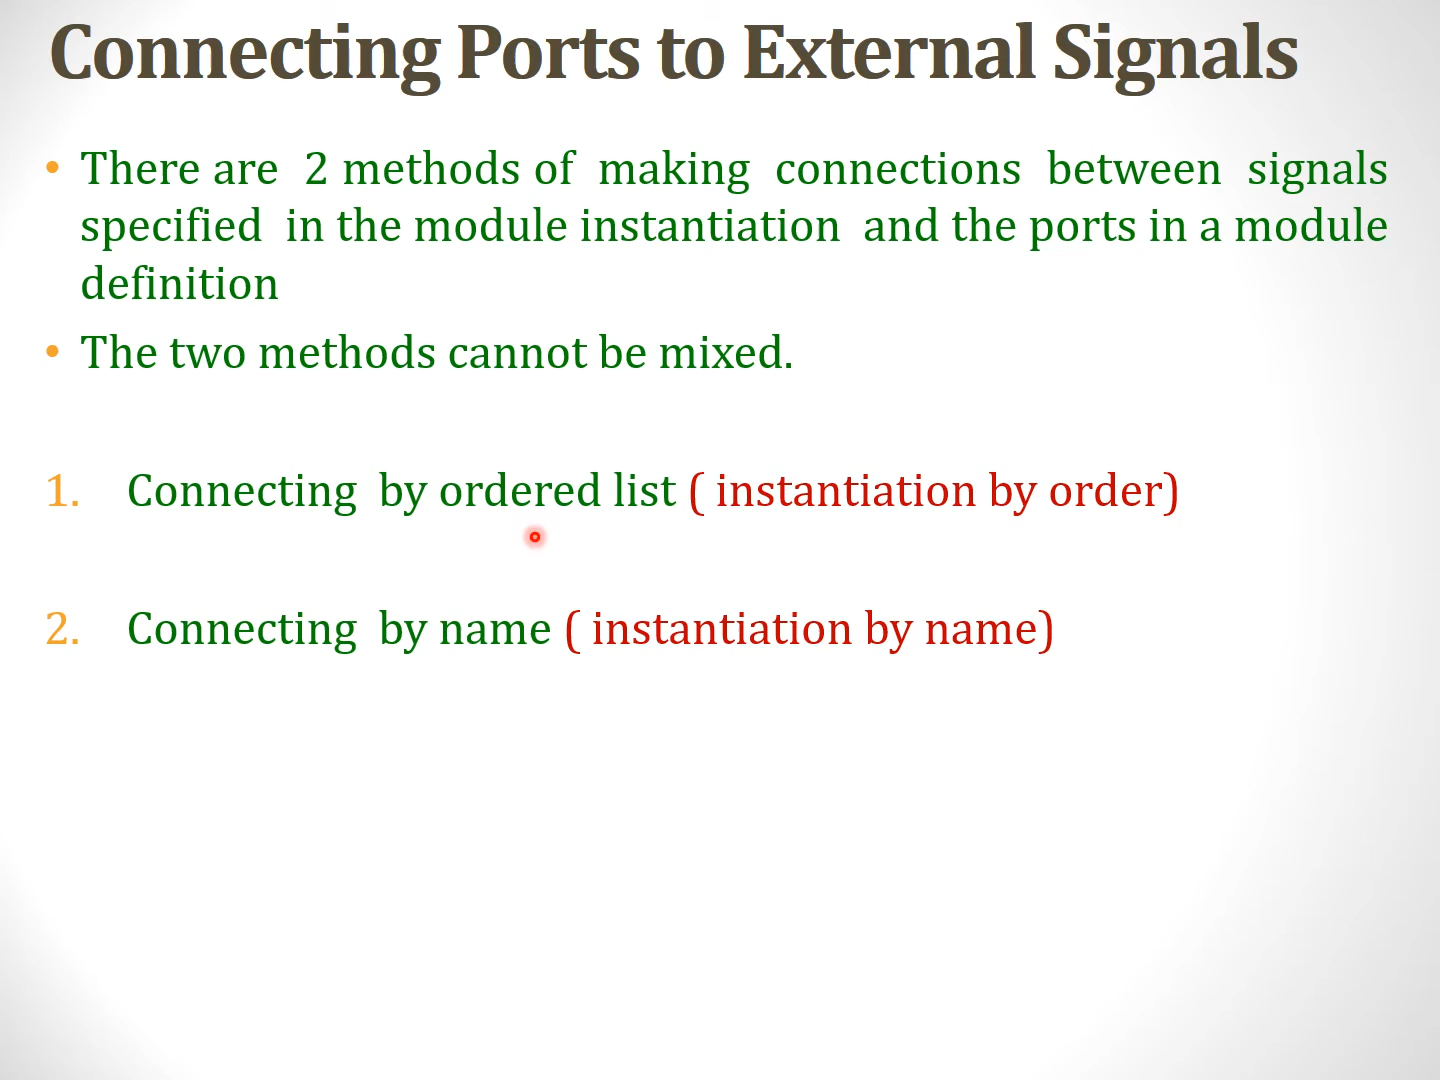 Connecting Ports to External Signals
• There are 2 methods of making connections between signals
specified in the module instantiation and the ports in a module
definition
• The two methods cannot be mixed.
1. Connecting by ordered list ( instantiation by order)
2. Connecting by name ( instantiation by name)